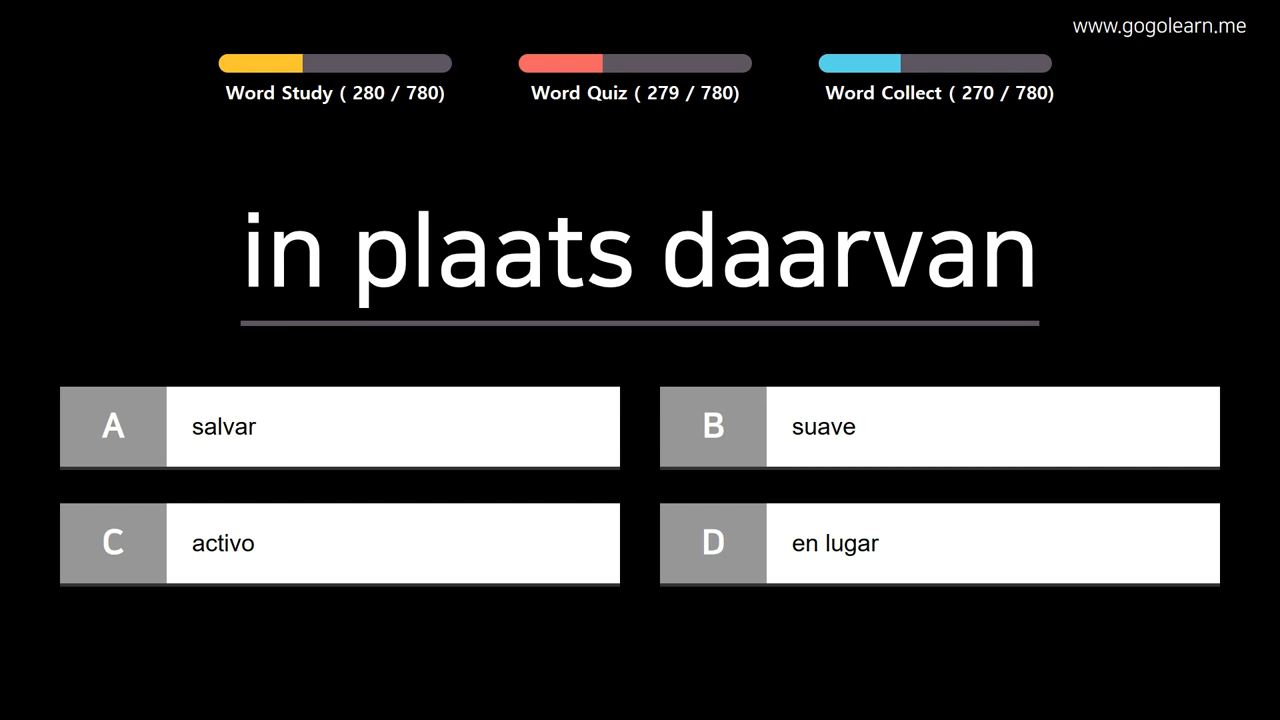 www.gogolearn.me
Word Study ( 280 / 780)
Word Quiz ( 279 / 780)
Word Collect ( 270 / 780)
in plaats daarvan
A salvar
B suave
C activo
D en lugar